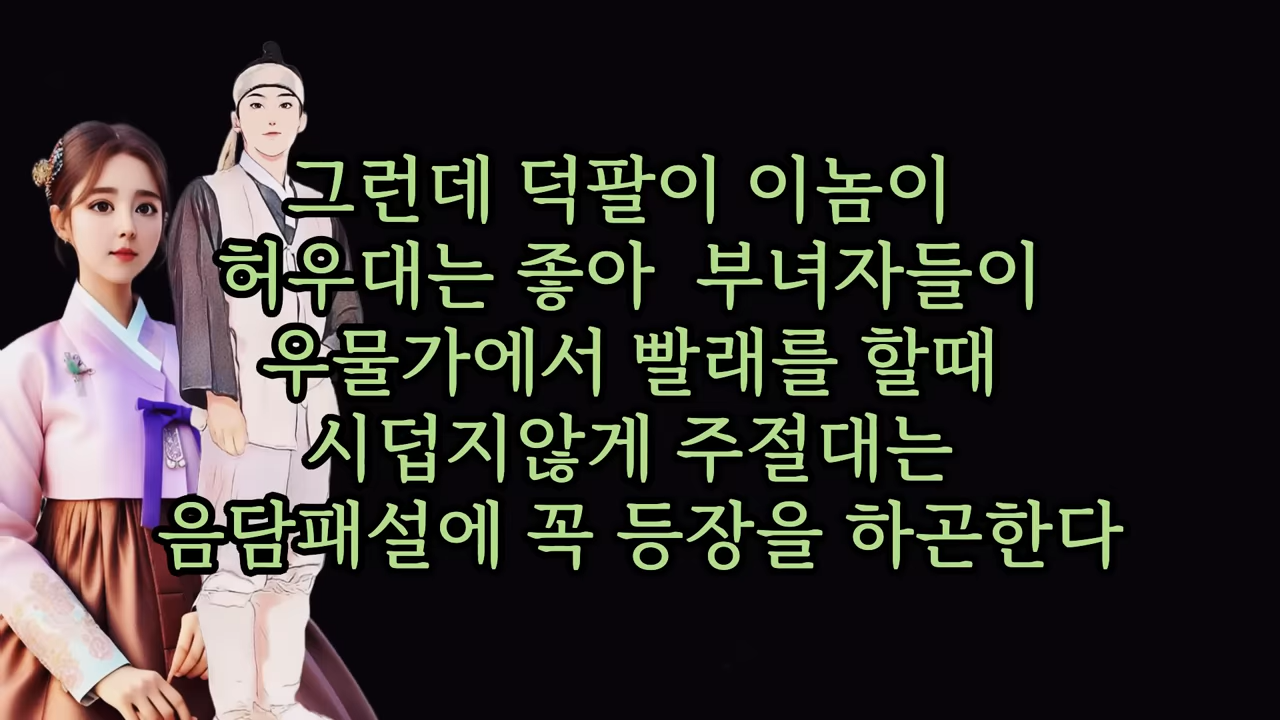 그런데 덕팔이 이놈이
허우대는 좋아 부녀자들이
우물가에서 빨래를 할때
시덥지않게 주절대는
음담패설에 꼭 등장을 하곤한다